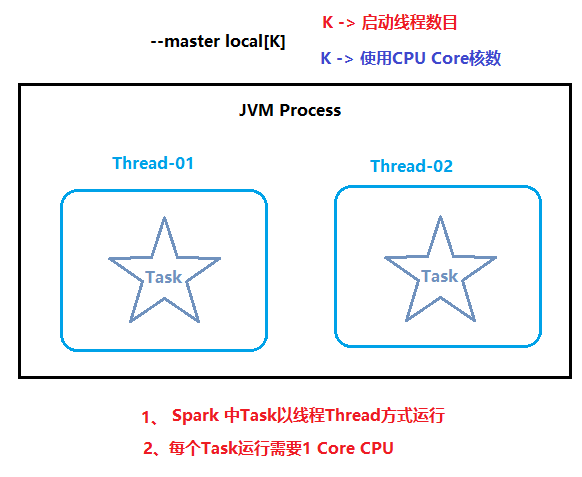 K -> 启动线程数目
--master local[K]
K -> 使用CPU Core核数
JVM Process
Thread-01
Thread-02
Task
Task
1、 Spark 中Task以线程Thread方式运行
2、每个Task运行需要1 Core CPU